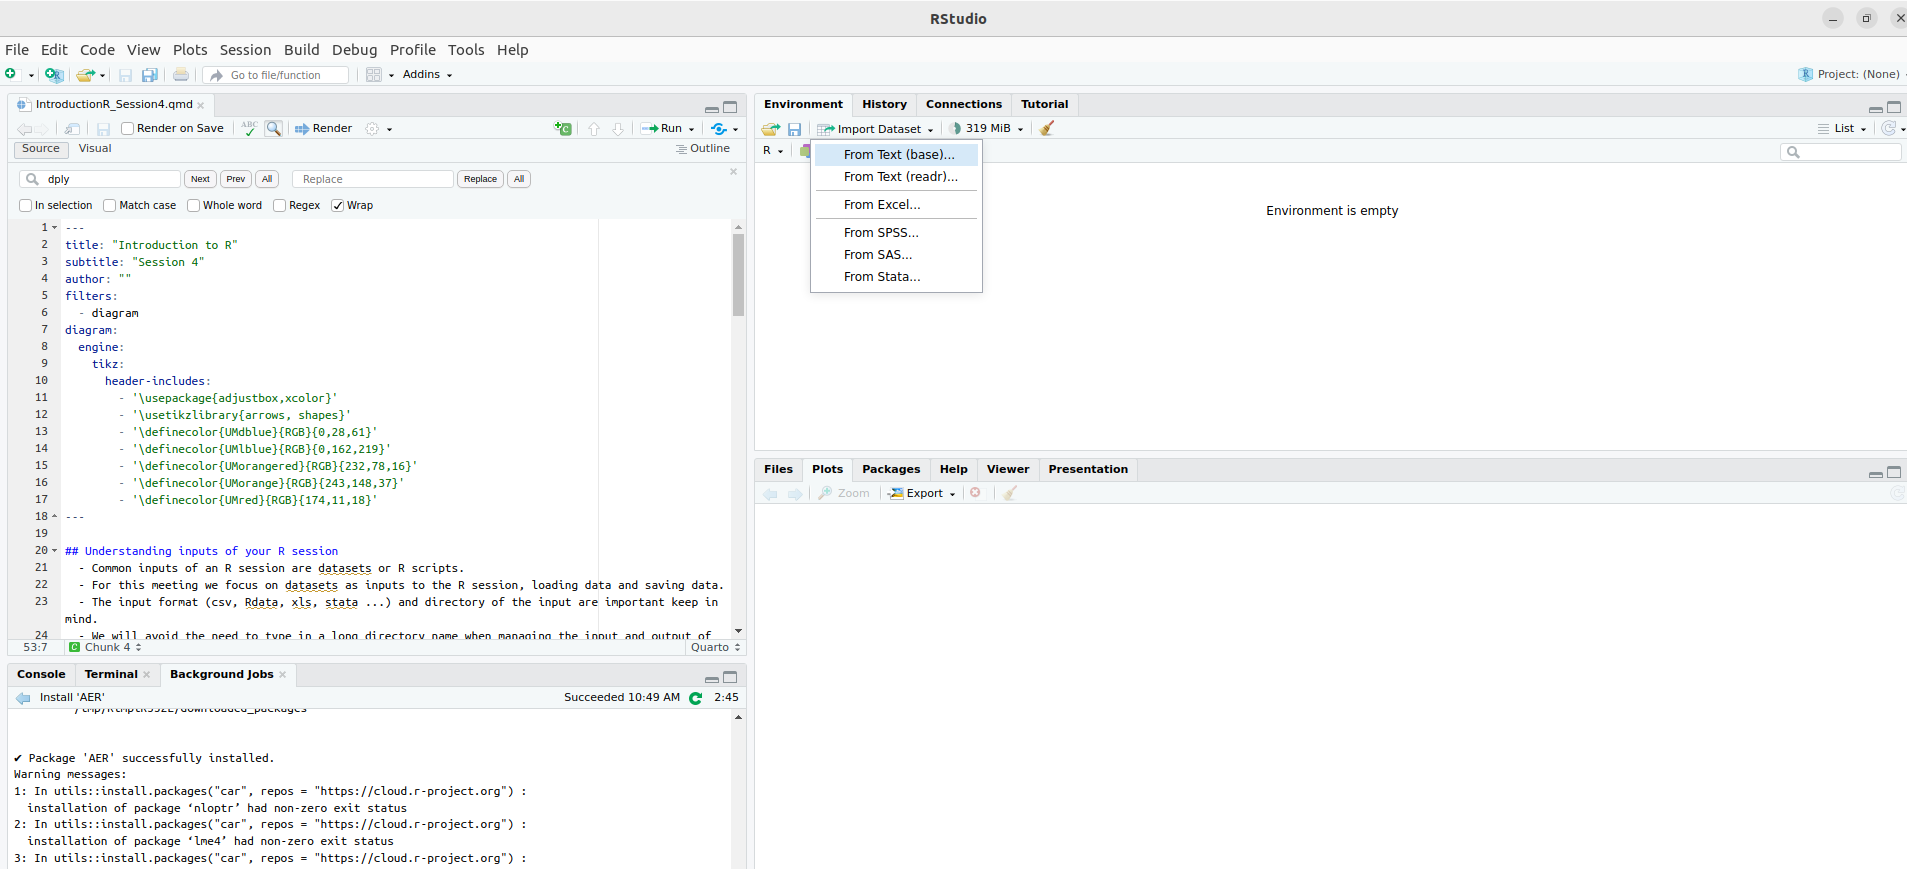 RStudio
File Edit Code View Plots Session Build Debug Profile Tools Help
Go to file/function Addins Project: (None)
IntroductionR_Session4.qmd
Render on Save ABC Render Run
Source Visual Outline
dply Next Prev All Replace Replace All
In selection Match case Whole word Regex Wrap
1 ---
2 title: "Introduction to R"
3 subtitle: "Session 4"
4 author: ""
5 filters:
6 - diagram
7 diagram:
8 engine:
9 tikz:
10 header-includes:
11 - '\usepackage{adjustbox,xcolor}'
12 - '\usetikzlibrary{arrows, shapes}'
13 - '\definecolor{UMdblue}{RGB}{0,28,61}'
14 - '\definecolor{UMlblue}{RGB}{0,162,219}'
15 - '\definecolor{UMorangered}{RGB}{232,78,16}'
16 - '\definecolor{UMorange}{RGB}{243,148,37}'
17 - '\definecolor{UMred}{RGB}{174,11,18}'
18 ---
19
20 ## Understanding inputs of your R session
21 - Common inputs of an R session are datasets or R scripts.
22 - For this meeting we focus on datasets as inputs to the R session, loading data and saving data.
23 - The input format (csv, Rdata, xls, stata ...) and directory of the input are important keep in
mind.
24 - We will avoid the need to type in a long directory name when managing the input and output of
53:7 Chunk 4 Quarto
Console Terminal Background Jobs
Install 'AER' Succeeded 10:49 AM 2:45
✔ Package 'AER' successfully installed.
Warning messages:
1: In utils::install.packages("car", repos = "https://cloud.r-project.org") :
installation of package ‘nloptr’ had non-zero exit status
2: In utils::install.packages("car", repos = "https://cloud.r-project.org") :
installation of package ‘lme4’ had non-zero exit status
3: In utils::install.packages("car", repos = "https://cloud.r-project.org") :
Environment History Connections Tutorial
Import Dataset 319 MiB List
R
From Text (base)...
From Text (readr)...
From Excel...
From SPSS...
From SAS...
From Stata...
Environment is empty
Files Plots Packages Help Viewer Presentation
Zoom Export